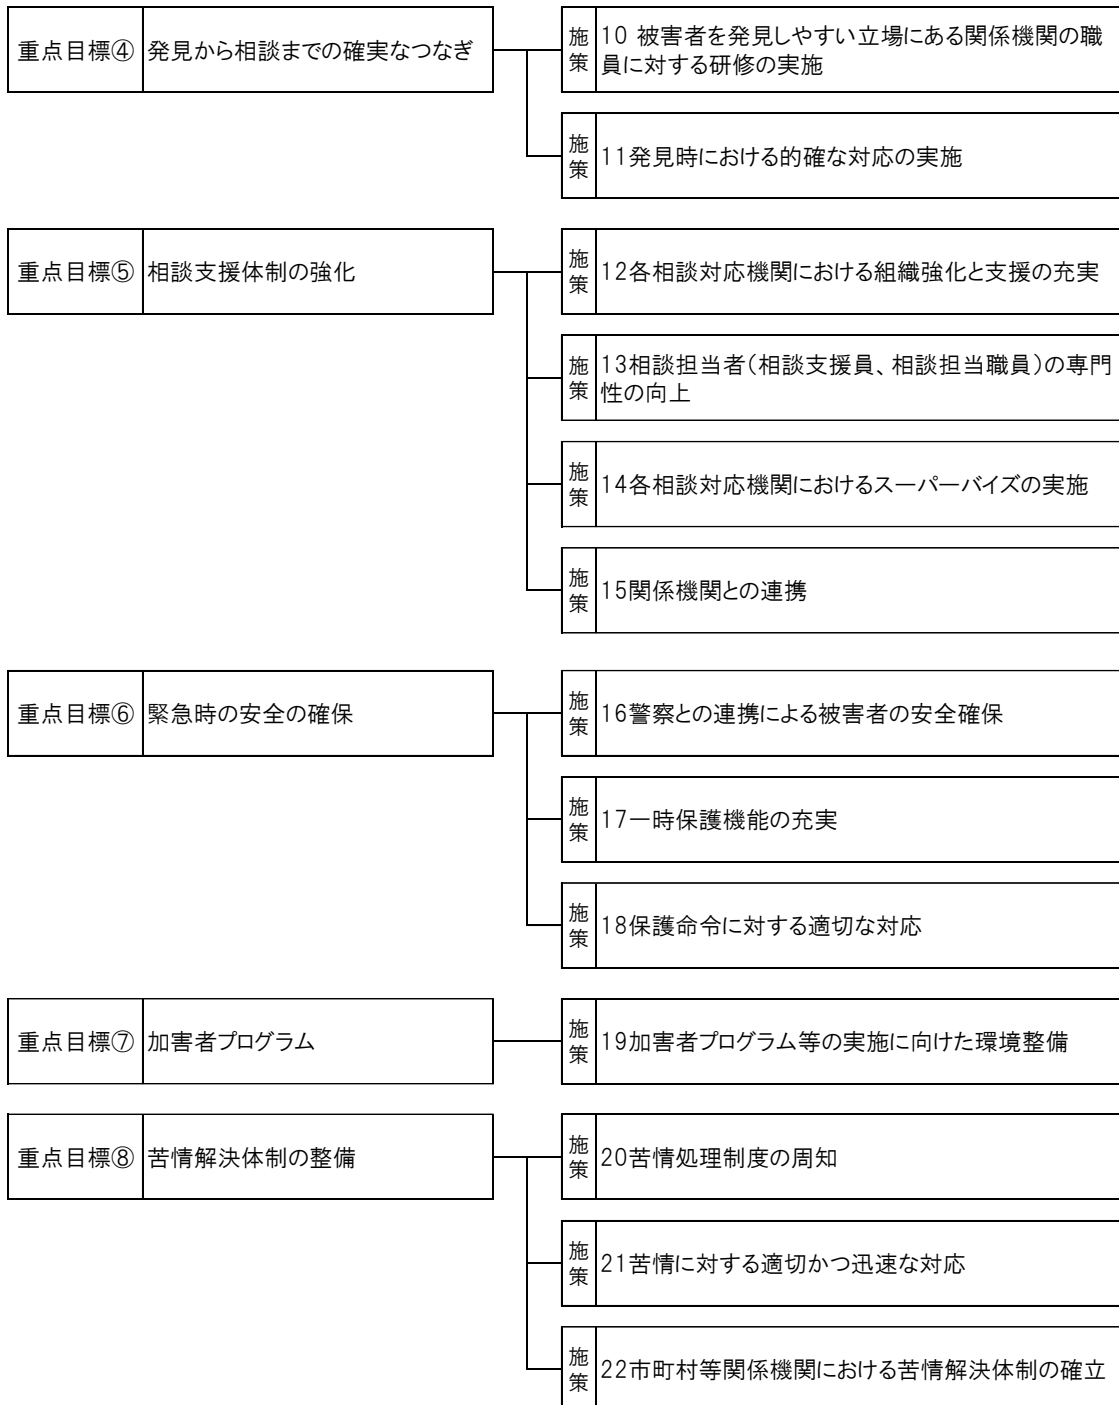 重点目標④ 発見から相談までの確実なつなぎ
施策 10 被害者を発見しやすい立場にある関係機関の職
員に対する研修の実施
施策 11発見時における的確な対応の実施
重点目標⑤ 相談支援体制の強化
施策 12各相談対応機関における組織強化と支援の充実
施策 13相談担当者(相談支援員、相談担当職員)の専門
性の向上
施策 14各相談対応機関におけるスーパーバイズの実施
施策 15関係機関との連携
重点目標⑥ 緊急時の安全の確保
施策 16警察との連携による被害者の安全確保
施策 17一時保護機能の充実
施策 18保護命令に対する適切な対応
重点目標⑦ 加害者プログラム
施策 19加害者プログラム等の実施に向けた環境整備
重点目標⑧ 苦情解決体制の整備
施策 20苦情処理制度の周知
施策 21苦情に対する適切かつ迅速な対応
施策 22市町村等関係機関における苦情解決体制の確立